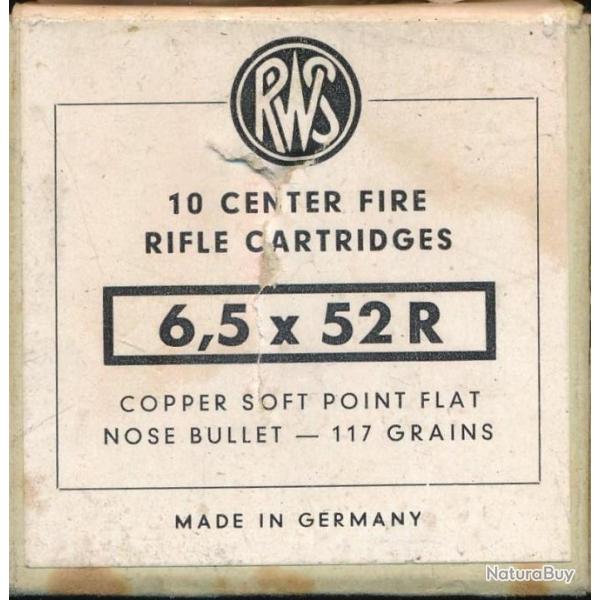 RWS
10 CENTER FIRE
RIFLE CARTRIDGES
6,5 x 52 R
COPPER SOFT POINT FLAT
NOSE BULLET — 117 GRAINS
MADE IN GERMANY
NaturaBuy